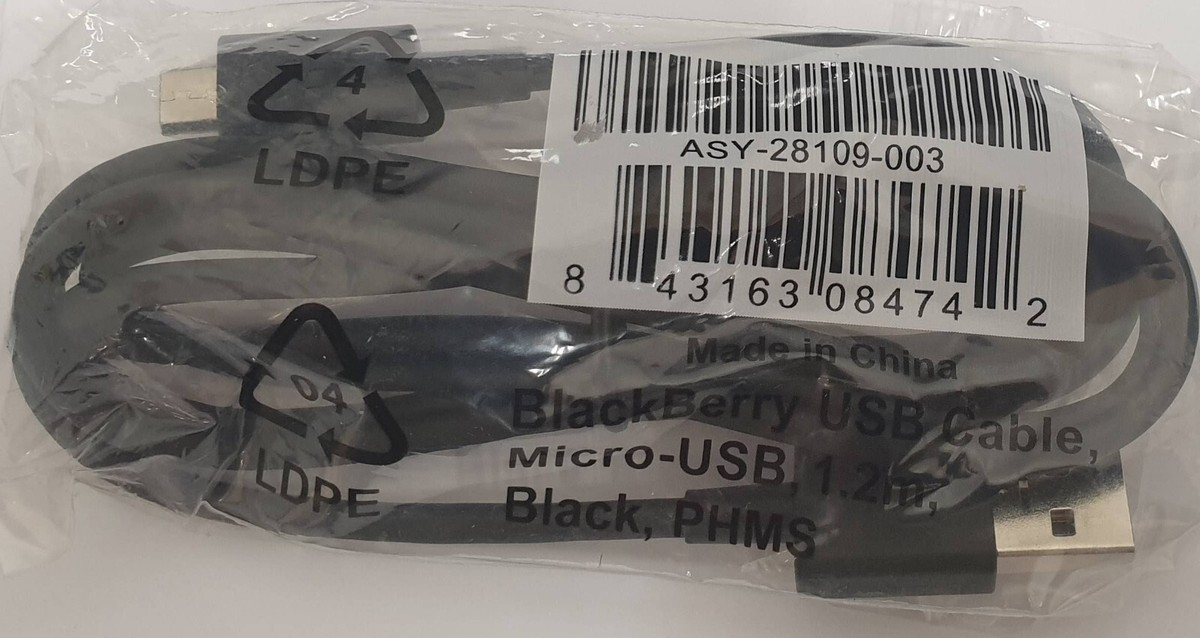 4
LDPE
ASY-28109-003
8 43163 08474 2
Made in China
04
LDPE
BlackBerry USB Cable,
Micro-USB, 1.2m,
Black, PHMS